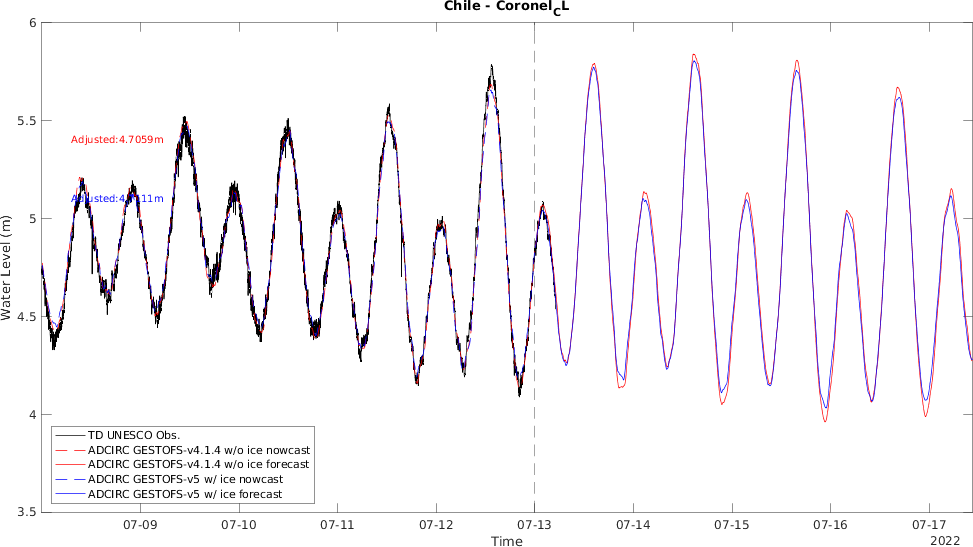 Chile - Coronel_CL
6
5.5
5
4.5
4
3.5
Water Level (m)
Adjusted:4.7059m
TD UNESCO Obs.
ADCIRC GESTOFS-v4.1.4 w/o ice nowcast
ADCIRC GESTOFS-v4.1.4 w/o ice forecast
ADCIRC GESTOFS-v5 w/ ice nowcast
ADCIRC GESTOFS-v5 w/ ice forecast
07-09 07-10 07-11 07-12 07-13 07-14 07-15 07-16 07-17
Time
2022